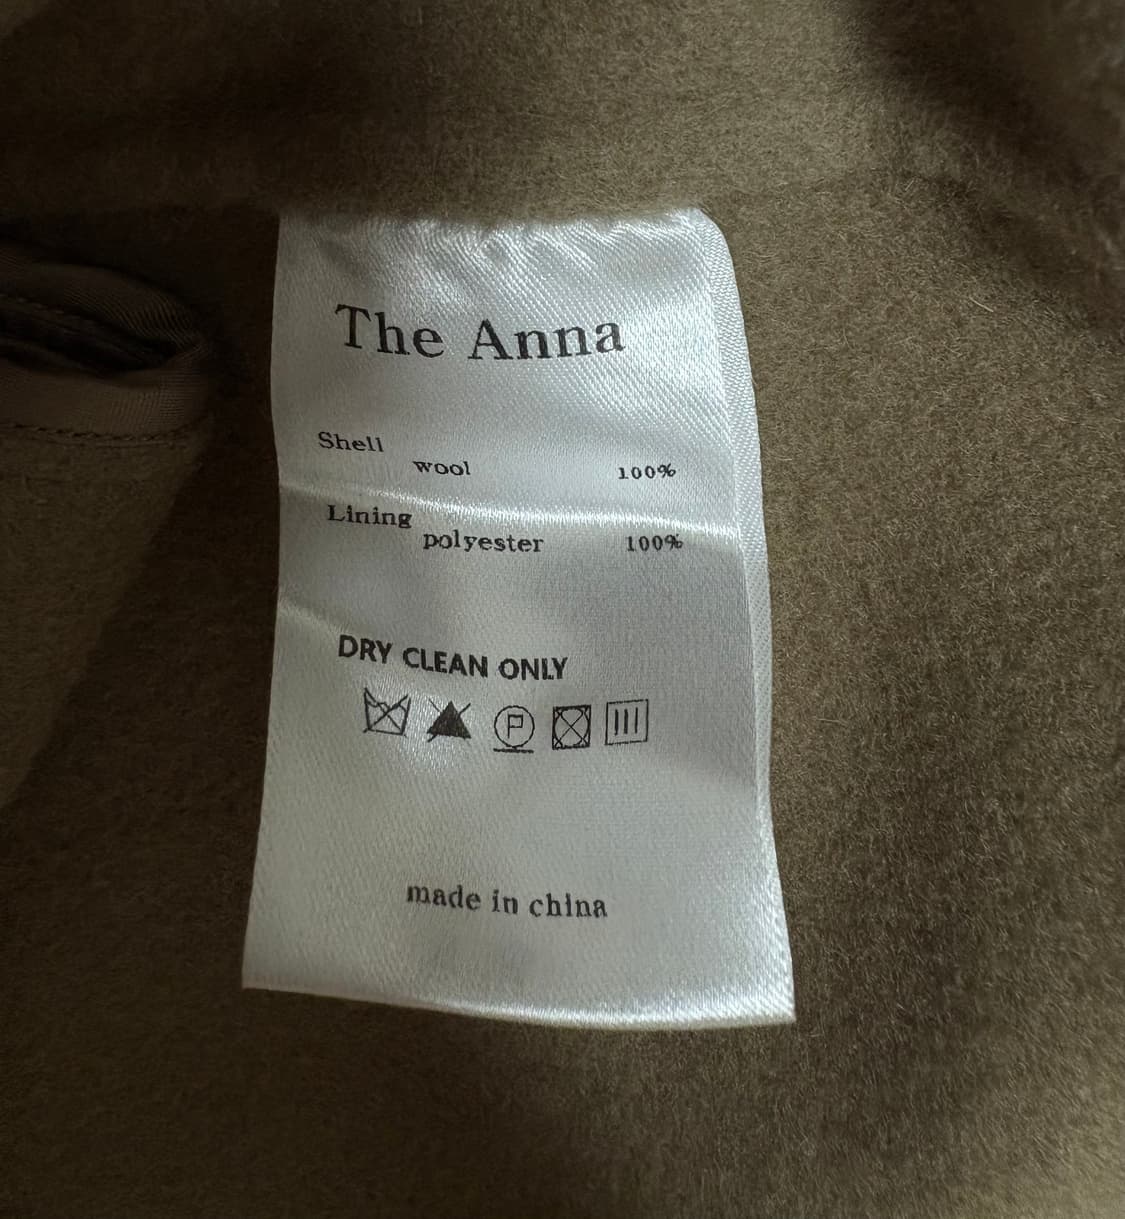 The Anna
Shell
wool 100%
Lining
polyester 100%
DRY CLEAN ONLY
P
made in china